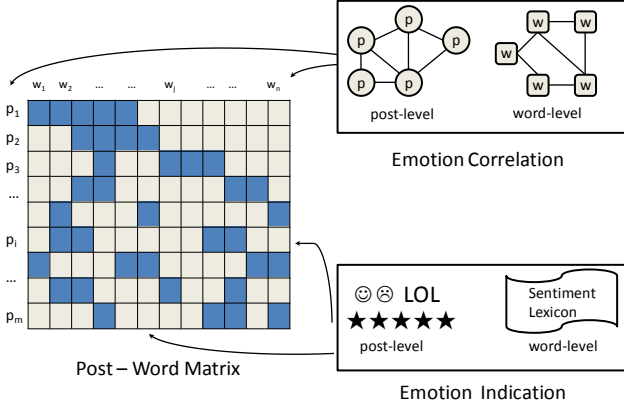 w1 w2 ... ... wj ... ... wn
p1
p2
p3
...
pi
...
pm
Post – Word Matrix
p p p
p p
w w
w
w w
post-level word-level
Emotion Correlation
☺☹ LOL
★★★★★
Sentiment
Lexicon
post-level word-level
Emotion Indication